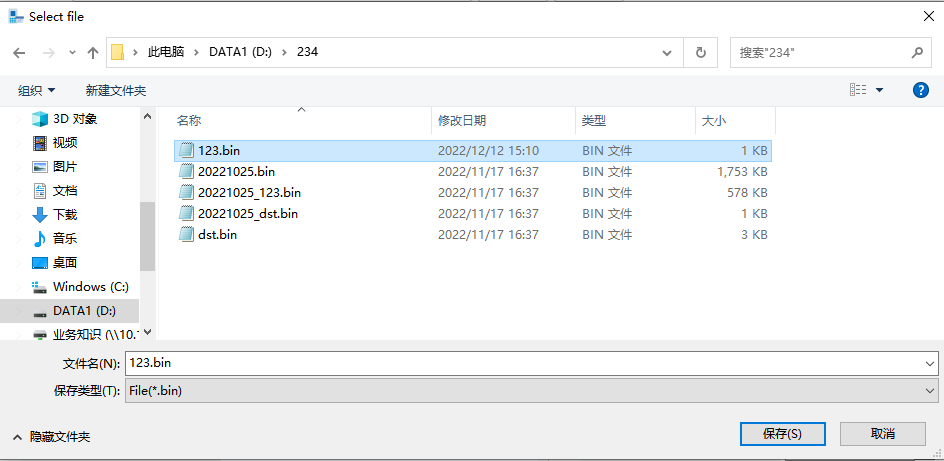 Select file
此电脑 › DATA1 (D:) › 234
搜索"234"
组织 新建文件夹
3D 对象
视频
图片
文档
下载
音乐
桌面
Windows (C:)
DATA1 (D:)
业务知识 (\\10.
名称 修改日期 类型 大小
123.bin 2022/12/12 15:10 BIN 文件 1 KB
20221025.bin 2022/11/17 16:37 BIN 文件 1,753 KB
20221025_123.bin 2022/11/17 16:37 BIN 文件 578 KB
20221025_dst.bin 2022/11/17 16:37 BIN 文件 1 KB
dst.bin 2022/11/17 16:37 BIN 文件 3 KB
文件名(N): 123.bin
保存类型(T): File(*.bin)
隐藏文件夹
保存(S) 取消